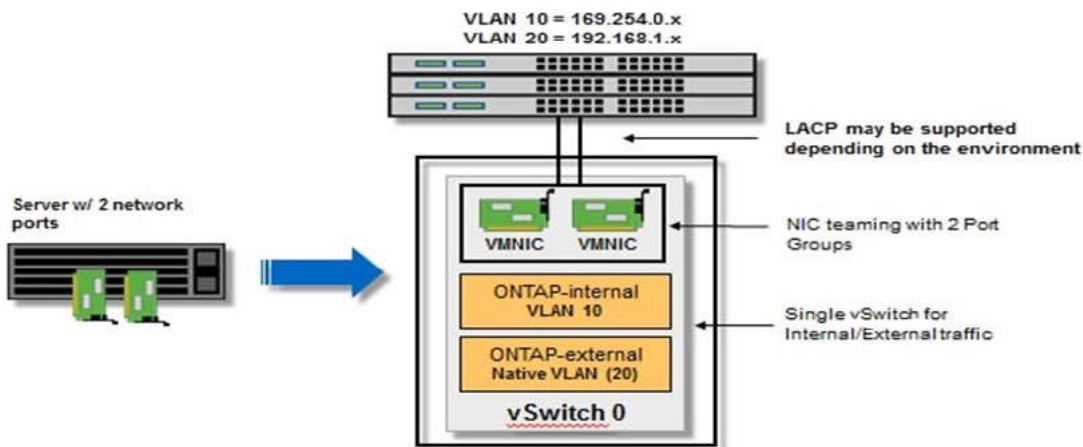 VLAN 10 = 169.254.0.x
VLAN 20 = 192.168.1.x
LACP may be supported
depending on the environment
Server w/ 2 network
ports
VMNIC
VMNIC
NIC teaming with 2 Port
Groups
ONTAP-internal
VLAN 10
Single vSwitch for
Internal/External traffic
ONTAP-external
Native VLAN (20)
vSwitch 0